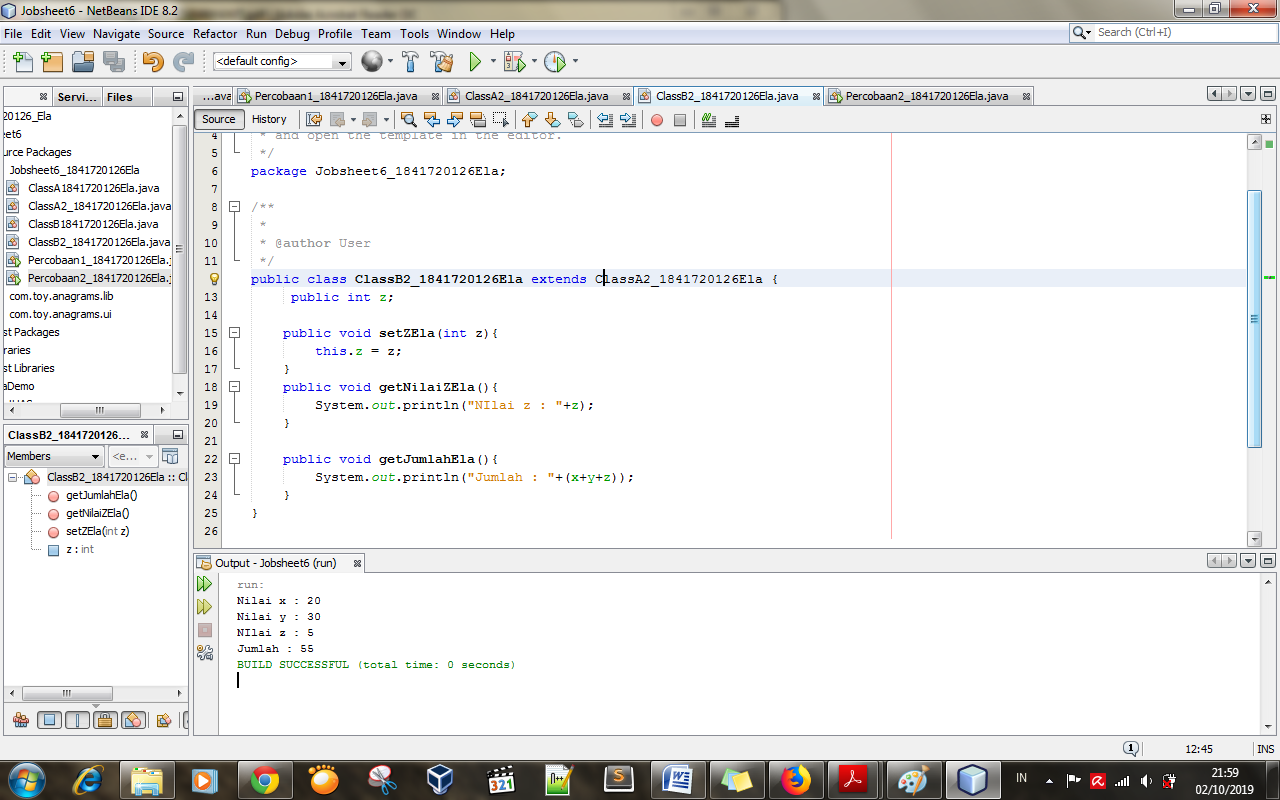 Jobsheet6 - NetBeans IDE 8.2
File Edit View Navigate Source Refactor Run Debug Profile Team Tools Window Help
Search (Ctrl+I)
<default config>
Servi... Files
...ava Percobaan1_1841720126Ela.java ClassA2_1841720126Ela.java ClassB2_1841720126Ela.java Percobaan2_1841720126Ela.java
Source History
20126_Ela
et6
urce Packages
Jobsheet6_1841720126Ela
ClassA1841720126Ela.java
ClassA2_1841720126Ela.java
ClassB1841720126Ela.java
ClassB2_1841720126Ela.java
Percobaan1_1841720126Ela.
Percobaan2_1841720126Ela.j
com.toy.anagrams.lib
com.toy.anagrams.ui
st Packages
raries
st Libraries
aDemo
ClassB2_1841720126...
Members <e...
ClassB2_1841720126Ela :: Cl
getJumlahEla()
getNilaiZEla()
setZEla(int z)
z : int
4 * and open the template in the editor.
5 */
6 package Jobsheet6_1841720126Ela;
7
8 /**
9 *
10 * @author User
11 */
public class ClassB2_1841720126Ela extends ClassA2_1841720126Ela {
13 public int z;
14
15 public void setZEla(int z){
16 this.z = z;
17 }
18 public void getNilaiZEla(){
19 System.out.println("NIlai z : "+z);
20 }
21
22 public void getJumlahEla(){
23 System.out.println("Jumlah : "+(x+y+z));
24 }
25 }
26
Output - Jobsheet6 (run)
run:
Nilai x : 20
Nilai y : 30
NIlai z : 5
Jumlah : 55
BUILD SUCCESSFUL (total time: 0 seconds)
1 12:45 INS
321
IN
21:59
02/10/2019